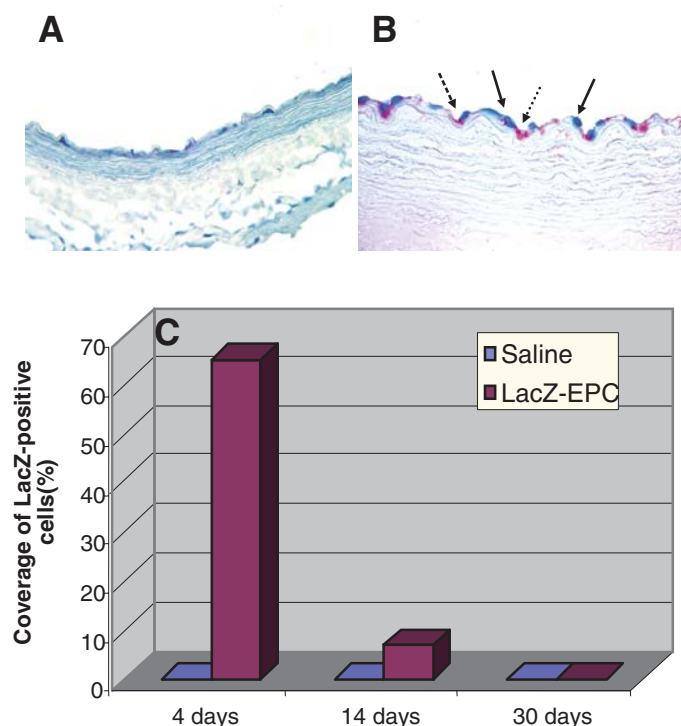 A
B
C
Saline
LacZ-EPC
Coverage of LacZ-positive
cells(%)
70
60
50
40
30
20
10
0
4 days
14 days
30 days